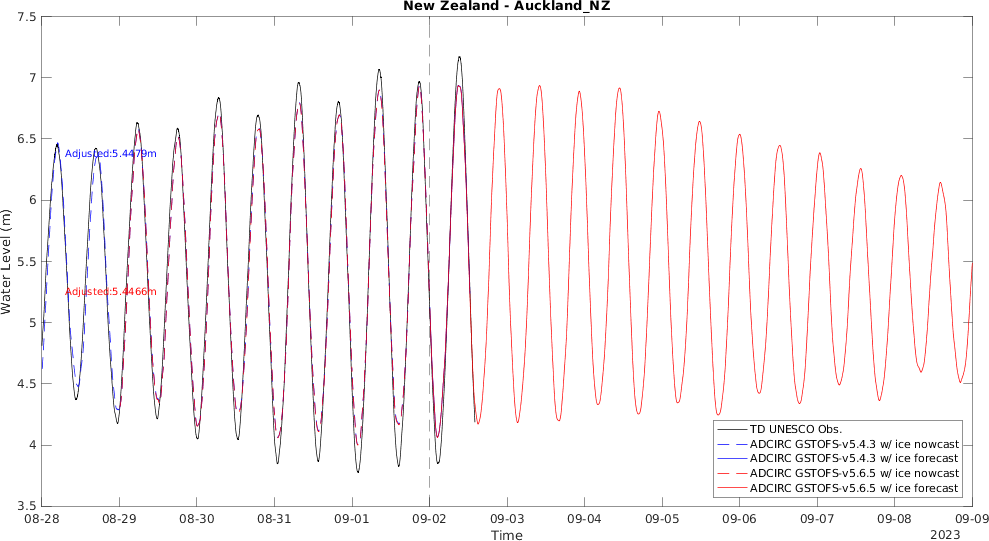 New Zealand - Auckland_NZ
7.5
7
6.5
6
5.5
5
4.5
4
3.5
Water Level (m)
Adjusted:5.4479m
Adjusted:5.4466m
TD UNESCO Obs.
ADCIRC GSTOFS-v5.4.3 w/ ice nowcast
ADCIRC GSTOFS-v5.4.3 w/ ice forecast
ADCIRC GSTOFS-v5.6.5 w/ ice nowcast
ADCIRC GSTOFS-v5.6.5 w/ ice forecast
08-28 08-29 08-30 08-31 09-01 09-02 09-03 09-04 09-05 09-06 09-07 09-08 09-09
Time
2023